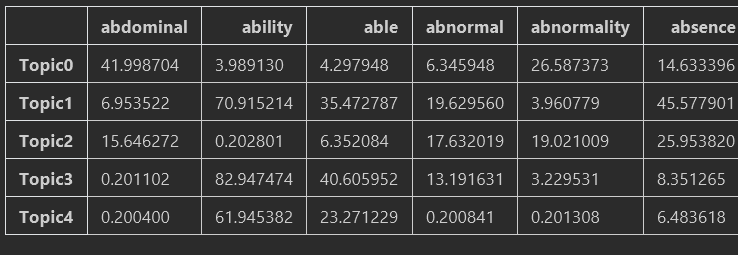 abdominal ability able abnormal abnormality absence
Topic0 41.998704 3.989130 4.297948 6.345948 26.587373 14.633396
Topic1 6.953522 70.915214 35.472787 19.629560 3.960779 45.577901
Topic2 15.646272 0.202801 6.352084 17.632019 19.021009 25.953820
Topic3 0.201102 82.947474 40.605952 13.191631 3.229531 8.351265
Topic4 0.200400 61.945382 23.271229 0.200841 0.201308 6.483618